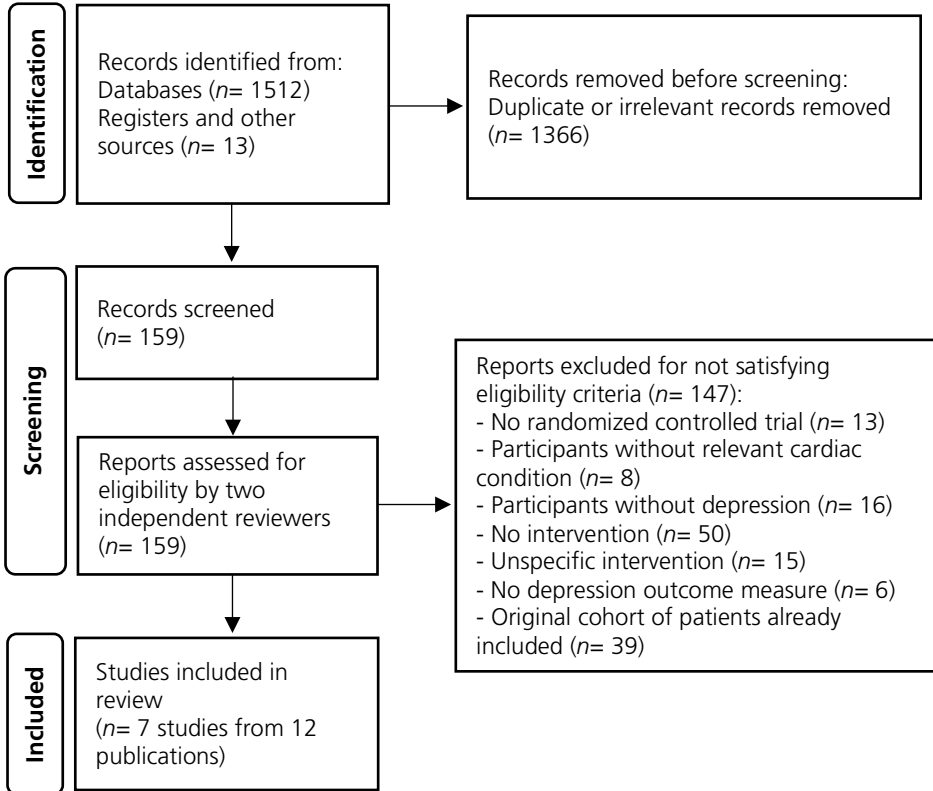 Identification
Records identified from:
Databases (n= 1512)
Registers and other
sources (n= 13)
Records removed before screening:
Duplicate or irrelevant records removed
(n= 1366)
Screening
Records screened
(n= 159)
Reports assessed for
eligibility by two
independent reviewers
(n= 159)
Reports excluded for not satisfying
eligibility criteria (n= 147):
- No randomized controlled trial (n= 13)
- Participants without relevant cardiac
condition (n= 8)
- Participants without depression (n= 16)
- No intervention (n= 50)
- Unspecific intervention (n= 15)
- No depression outcome measure (n= 6)
- Original cohort of patients already
included (n= 39)
Included
Studies included in
review
(n= 7 studies from 12
publications)